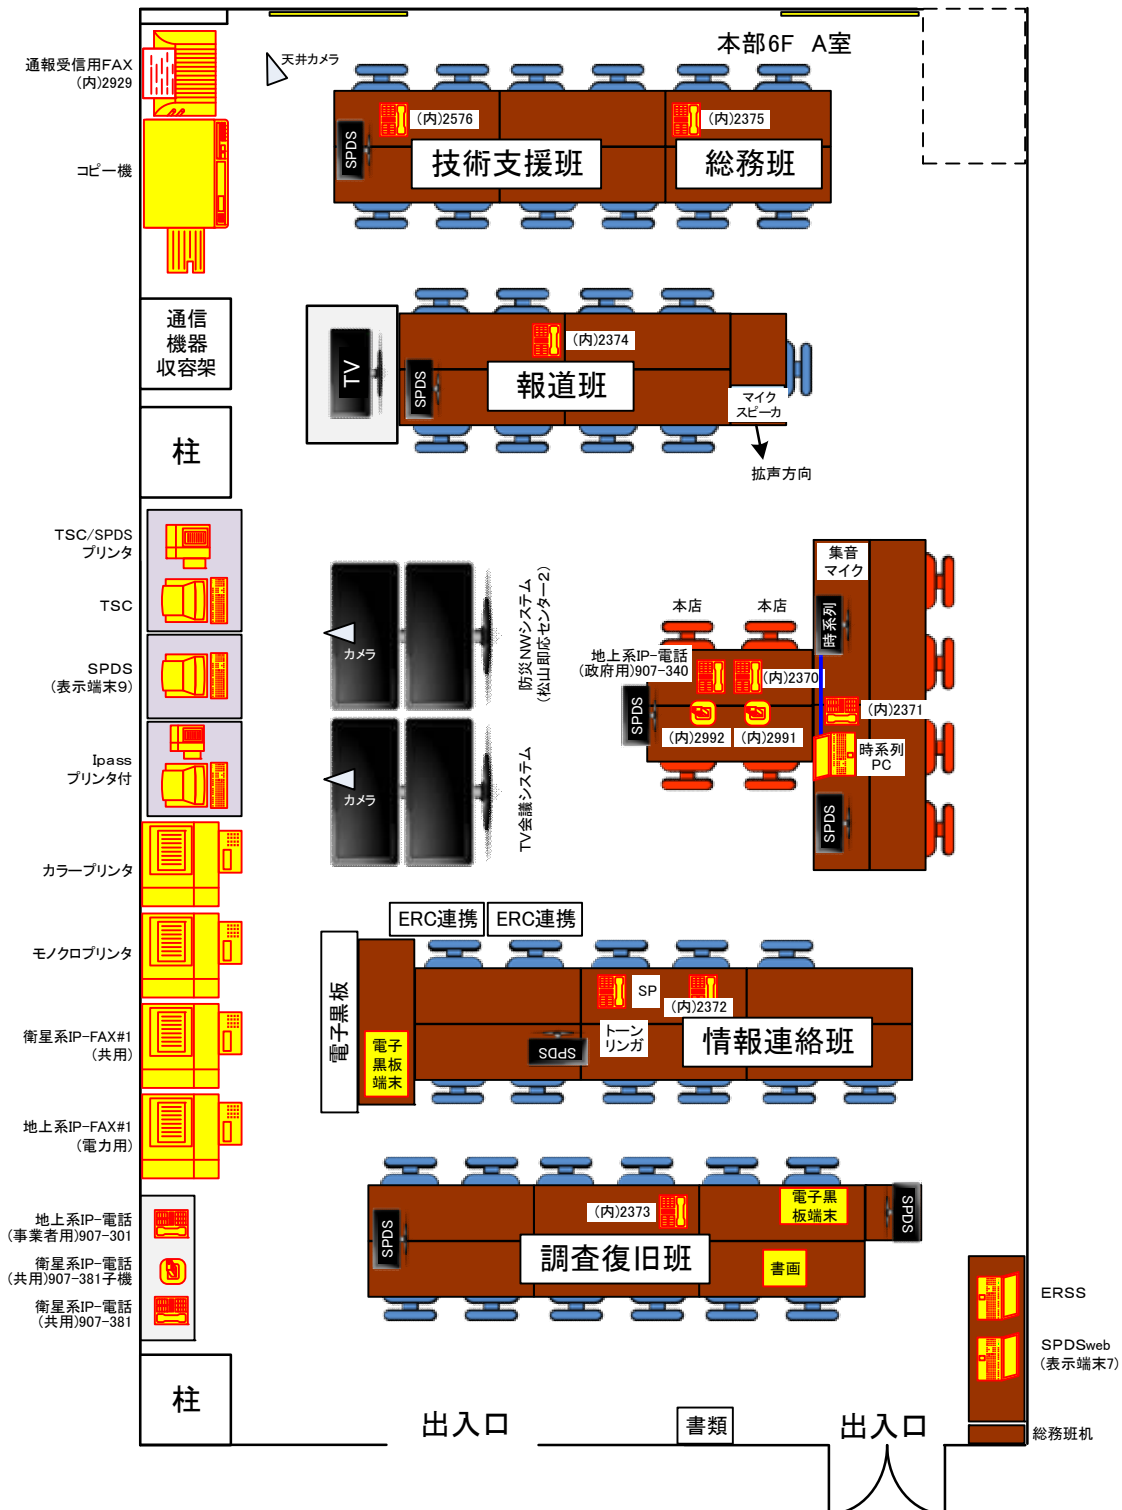 本部6F A室
通報受信用FAX
(内)2929
天井カメラ
コピー機
(内)2576
(内)2375
SPDS
技術支援班
総務班
通信
機器
収容架
TV
(内)2374
SPDS
報道班
マイク
スピーカ
拡声方向
柱
TSC/SPDS
プリンタ
TSC
SPDS
(表示端末9)
Ipass
プリンタ付
カメラ
防災NWシステム
(松山即応センター2)
カメラ
TV会議システム
集音
マイク
時系列
本店
本店
地上系IP-電話
(政府用)907-340
(内)2370
(内)2371
SPDS
(内)2992
(内)2991
時系列
PC
SPDS
カラープリンタ
モノクロプリンタ
衛星系IP-FAX#1
(共用)
地上系IP-FAX#1
(電力用)
ERC連携
ERC連携
電子黒板
電子
黒板
端末
SP
(内)2372
トーン
リンガ
SPDS
情報連絡班
地上系IP-電話
(事業者用)907-301
衛星系IP-電話
(共用)907-381子機
衛星系IP-電話
(共用)907-381
SPDS
(内)2373
電子黒
板端末
SPDS
調査復旧班
書画
ERSS
SPDSweb
(表示端末7)
柱
出入口
書類
出入口
総務班机